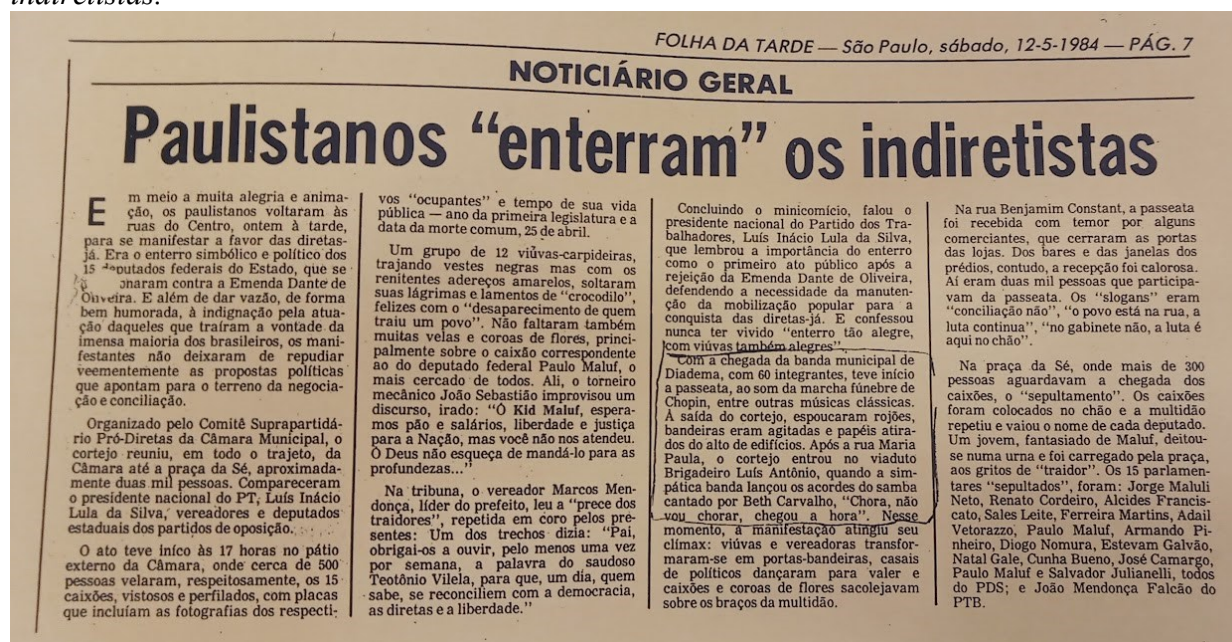 indiretistas.
FOLHA DA TARDE — São Paulo, sábado, 12-5-1984 — PÁG. 7
NOTICIÁRIO GERAL
Paulistanos “enterram” os indiretistas
Em meio a muita alegria e anima-
ção, os paulistanos voltaram às
ruas do Centro, ontem à tarde,
para se manifestar a favor das diretas-
já. Era o enterro simbólico e político dos
15 deputados federais do Estado, que se
onaram contra a Emenda Dante de
Oliveira. E além de dar vazão, de forma
bem humorada, à indignação pela atua-
ção daqueles que traíram a vontade da
imensa maioria dos brasileiros, os mani-
festantes não deixaram de repudiar
veementemente as propostas políticas
que apontam para o terreno da negocia-
ção e conciliação.
Organizado pelo Comitê Suprapartidá-
rio Pró-Diretas da Câmara Municipal, o
cortejo reuniu, em todo o trajeto, da
Câmara até a praça da Sé, aproximada-
mente duas mil pessoas. Compareceram
o presidente nacional do PT, Luís Inácio
Lula da Silva, vereadores e deputados
estaduais dos partidos de oposição.
O ato teve iníco às 17 horas no pátio
externo da Câmara, onde cerca de 500
pessoas velaram, respeitosamente, os 15
caixões, vistosos e perfilados, com placas
que incluíam as fotografias dos respecti-
vos “ocupantes” e tempo de sua vida
pública — ano da primeira legislatura e a
data da morte comum, 25 de abril.
Um grupo de 12 viúvas-carpideiras,
trajando vestes negras mas com os
renitentes adereços amarelos, soltaram
suas lágrimas e lamentos de “crocodilo”,
felizes com o “desaparecimento de quem
traiu um povo”. Não faltaram também
muitas velas e coroas de flores, princi-
palmente sobre o caixão correspondente
ao do deputado federal Paulo Maluf, o
mais cercado de todos. Ali, o torneiro
mecânico João Sebastião improvisou um
discurso, irado: “Ó Kid Maluf, espera-
mos pão e salários, liberdade e justiça
para a Nação, mas você não nos atendeu.
Ó Deus não esqueça de mandá-lo para as
profundezas...”
Na tribuna, o vereador Marcos Men-
donça, líder do prefeito, leu a “prece dos
traidores”, repetida em coro pelos pre-
sentes: Um dos trechos dizia: “Pai,
obrigai-os a ouvir, pelo menos uma vez
por semana, a palavra do saudoso
Teotônio Vilela, para que, um dia, quem
sabe, se reconciliem com a democracia,
as diretas e a liberdade.”
Concluindo o minicomício, falou o
presidente nacional do Partido dos Tra-
balhadores, Luís Inácio Lula da Silva,
que lembrou a importância do enterro
como o primeiro ato público após a
rejeição da Emenda Dante de Oliveira,
defendendo a necessidade da manuten-
ção da mobilização popular para a
conquista das diretas-já. E confessou
nunca ter vivido “enterro tão alegre,
com viúvas também alegres”.
Com a chegada da banda municipal de
Diadema, com 60 integrantes, teve início
a passeata, ao som da marcha fúnebre de
Chopin, entre outras músicas clássicas.
À saída do cortejo, espoucaram rojões,
bandeiras eram agitadas e papéis atira-
dos do alto de edifícios. Após a rua Maria
Paula, o cortejo entrou no viaduto
Brigadeiro Luís Antônio, quando a sim-
pática banda lançou os acordes do samba
cantado por Beth Carvalho, “Chora, não
vou chorar, chegou a hora”. Nesse
momento, a manifestação atingiu seu
clímax: viúvas e vereadoras transfor-
maram-se em portas-bandeiras, casais
de políticos dançaram para valer e
caixões e coroas de flores sacolejavam
sobre os braços da multidão.
Na rua Benjamim Constant, a passeata
foi recebida com temor por alguns
comerciantes, que cerraram as portas
das lojas. Dos bares e das janelas dos
prédios, contudo, a recepção foi calorosa.
Aí eram duas mil pessoas que participa-
vam da passeata. Os “slogans” eram
“conciliação não”, “o povo está na rua, a
luta continua”, “no gabinete não, a luta é
aqui no chão”.
Na praça da Sé, onde mais de 300
pessoas aguardavam a chegada dos
caixões, o “sepultamento”. Os caixões
foram colocados no chão e a multidão
repetiu e vaiou o nome de cada deputado.
Um jovem, fantasiado de Maluf, deitou-
se numa urna e foi carregado pela praça,
aos gritos de “traidor”. Os 15 parlamen-
tares “sepultados”, foram: Jorge Maluli
Neto, Renato Cordeiro, Alcides Francis-
cato, Sales Leite, Ferreira Martins, Adail
Vetorazzo, Paulo Maluf, Armando Pi-
nheiro, Diogo Nomura, Estevam Galvão,
Natal Gale, Cunha Bueno, José Camargo,
Paulo Maluf e Salvador Julianelli, todos
do PDS; e João Mendonça Falcão do
PTB.